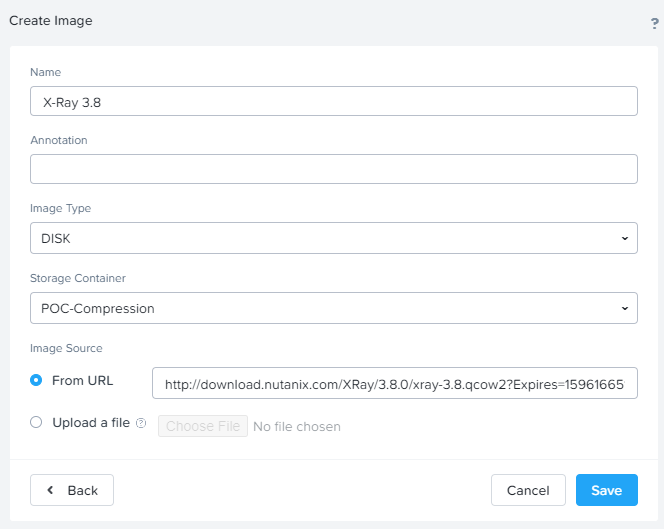 Create Image
?
Name
X-Ray 3.8
Annotation
Image Type
DISK
Storage Container
POC-Compression
Image Source
From URL http://download.nutanix.com/XRay/3.8.0/xray-3.8.qcow2?Expires=15961665
Upload a file ? Choose File No file chosen
Back Cancel Save